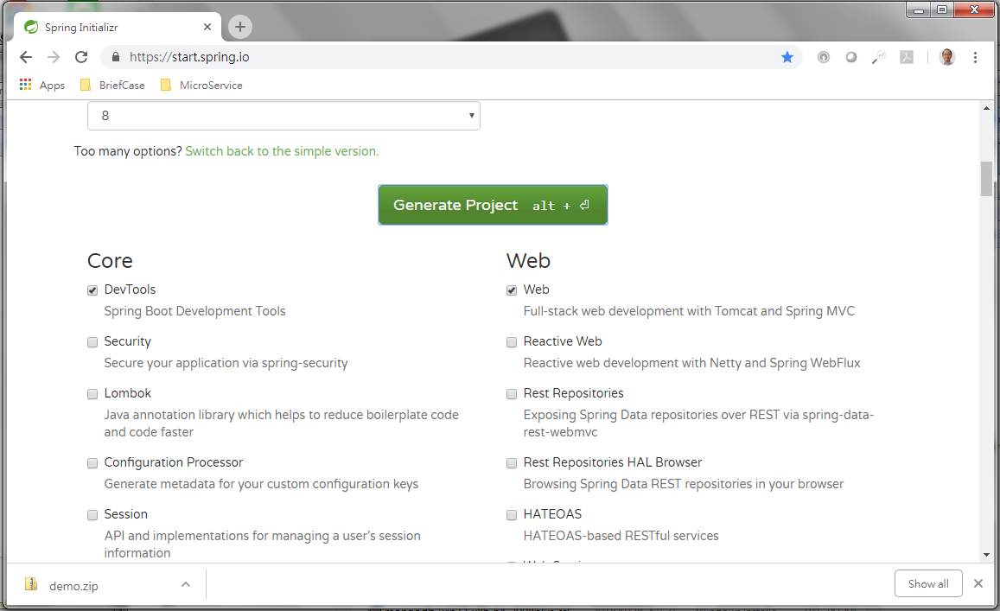 Spring Initializr
https://start.spring.io
Apps
BriefCase
MicroService
8
Too many options? Switch back to the simple version.
Generate Project alt + ⏎
Core
DevTools
Spring Boot Development Tools
Security
Secure your application via spring-security
Lombok
Java annotation library which helps to reduce boilerplate code
and code faster
Configuration Processor
Generate metadata for your custom configuration keys
Session
API and implementations for managing a user's session
information
Web
Web
Full-stack web development with Tomcat and Spring MVC
Reactive Web
Reactive web development with Netty and Spring WebFlux
Rest Repositories
Exposing Spring Data repositories over REST via spring-data-
rest-webmvc
Rest Repositories HAL Browser
Browsing Spring Data REST repositories in your browser
HATEOAS
HATEOAS-based RESTful services
demo.zip
Show all